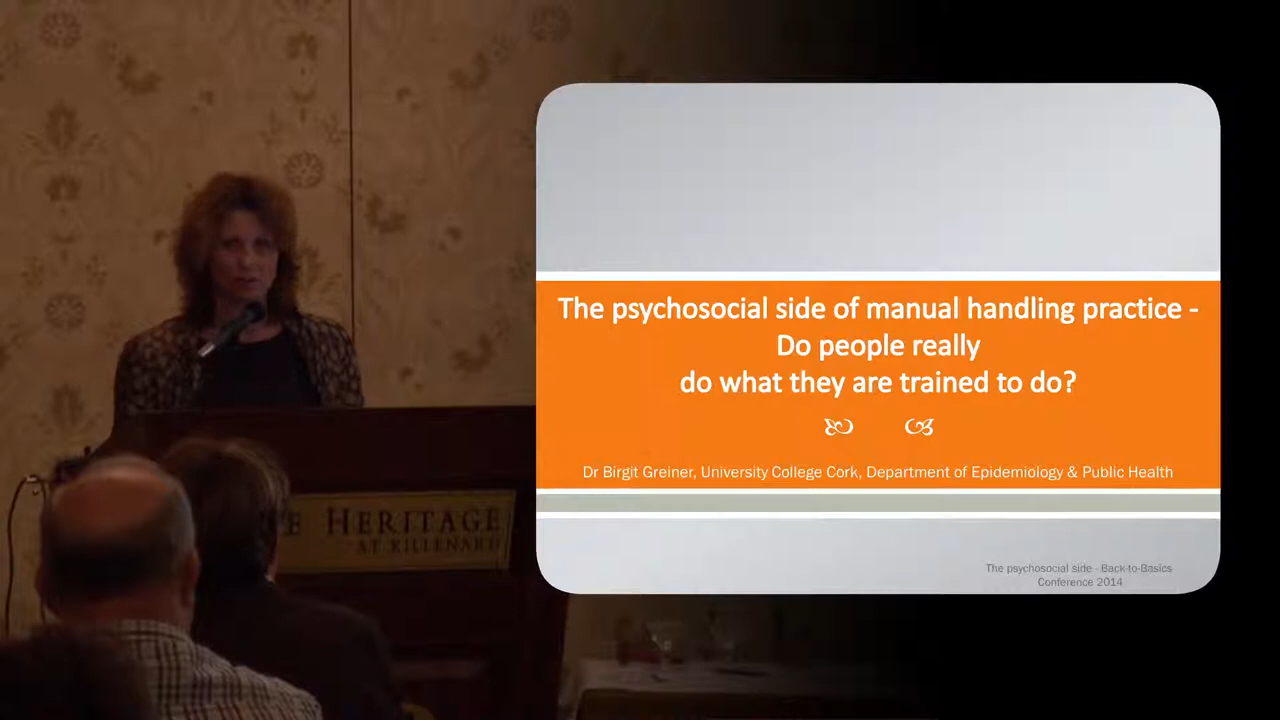 The psychosocial side of manual handling practice -
Do people really
do what they are trained to do?
Dr Birgit Greiner, University College Cork, Department of Epidemiology & Public Health
The psychosocial side - Back-to-Basics
Conference 2014
E HERITAGE
AT KILLENARD